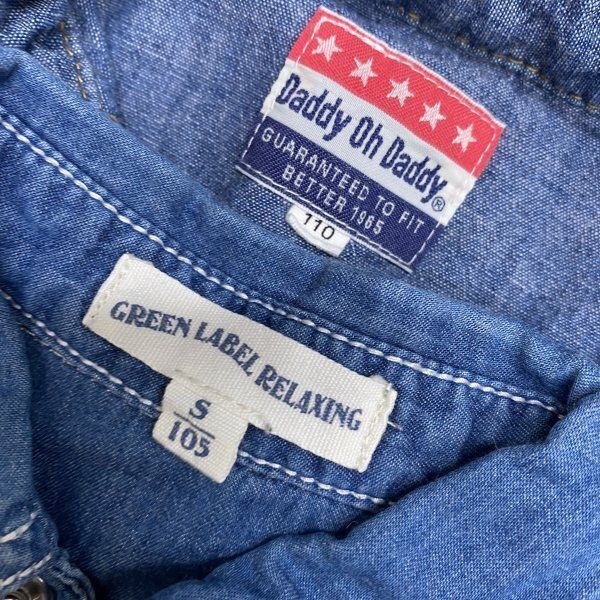 Daddy Oh Daddy®
GUARANTEED TO FIT
BETTER 1965
110
GREEN LABEL RELAXING
S
105